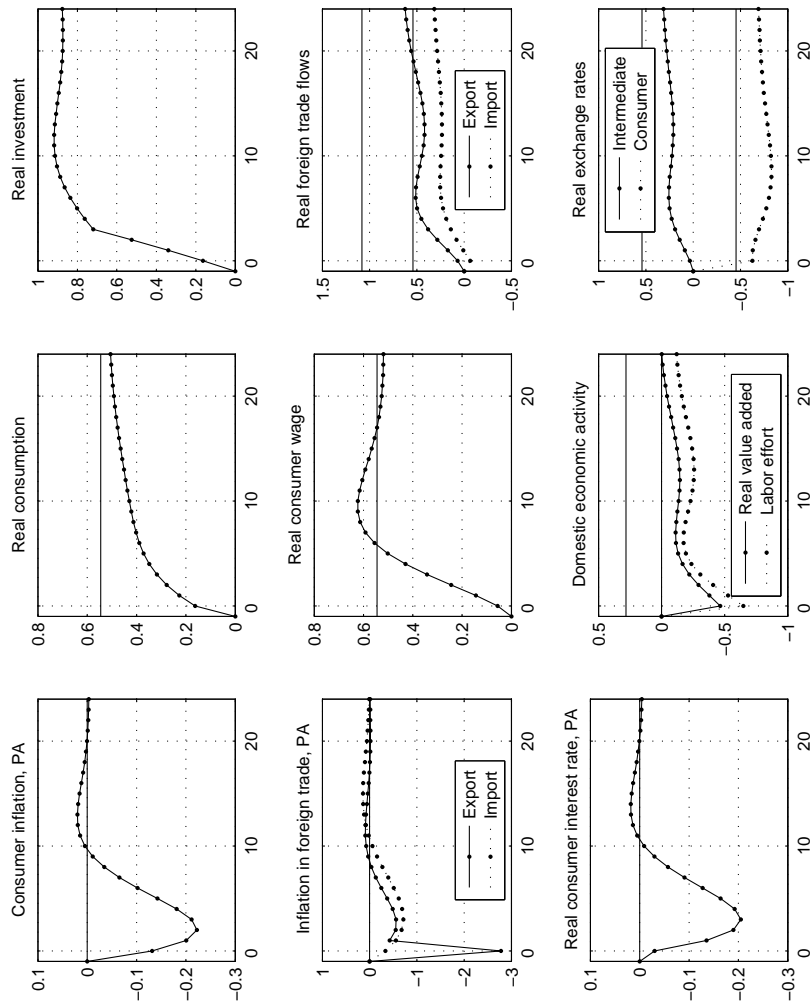 Consumer inflation, PA
0.1
0
−0.1
−0.2
−0.3
0 10 20
Real consumption
0.8
0.6
0.4
0.2
0
0 10 20
Real investment
1
0.8
0.6
0.4
0.2
0
0 10 20
Inflation in foreign trade, PA
1
0
−1
−2
−3
Export
Import
0 10 20
Real consumer wage
0.8
0.6
0.4
0.2
0
0 10 20
Real foreign trade flows
1.5
1
0.5
0
−0.5
Export
Import
0 10 20
Real consumer interest rate, PA
0.1
0
−0.1
−0.2
−0.3
0 10 20
Domestic economic activity
0.5
0
−0.5
−1
Real value added
Labor effort
0 10 20
Real exchange rates
1
0.5
0
−0.5
−1
Intermediate
Consumer
0 10 20